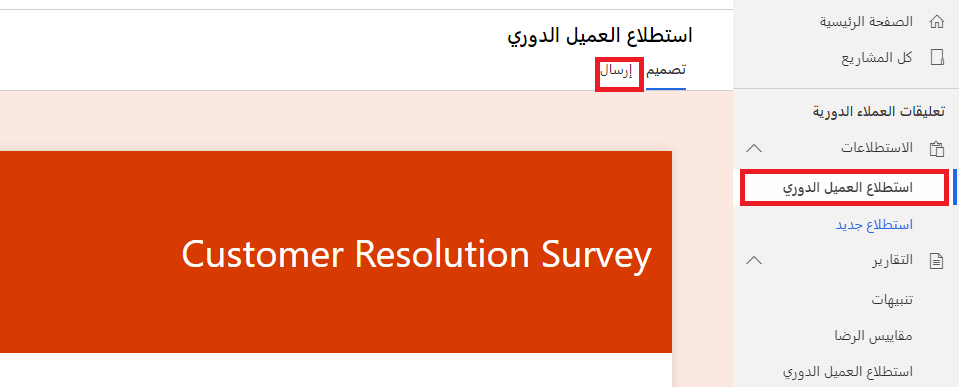 الصفحة الرئيسية
كل المشاريع
تعليقات العملاء الدورية
الاستطلاعات
استطلاع العميل الدوري
استطلاع جديد
التقارير
تنبيهات
مقاييس الرضا
استطلاع العميل الدوري
استطلاع العميل الدوري
تصميم إرسال
Customer Resolution Survey